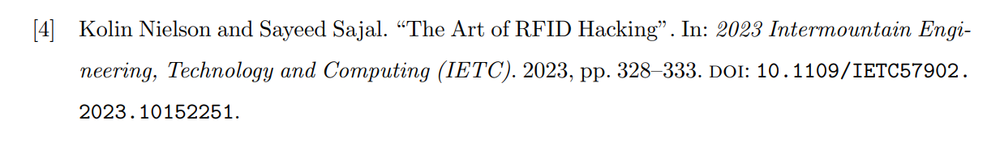 [4] Kolin Nielson and Sayeed Sajal. “The Art of RFID Hacking”. In: 2023 Intermountain Engi-
neering, Technology and Computing (IETC). 2023, pp. 328–333. DOI: 10.1109/IETC57902.
2023.10152251.